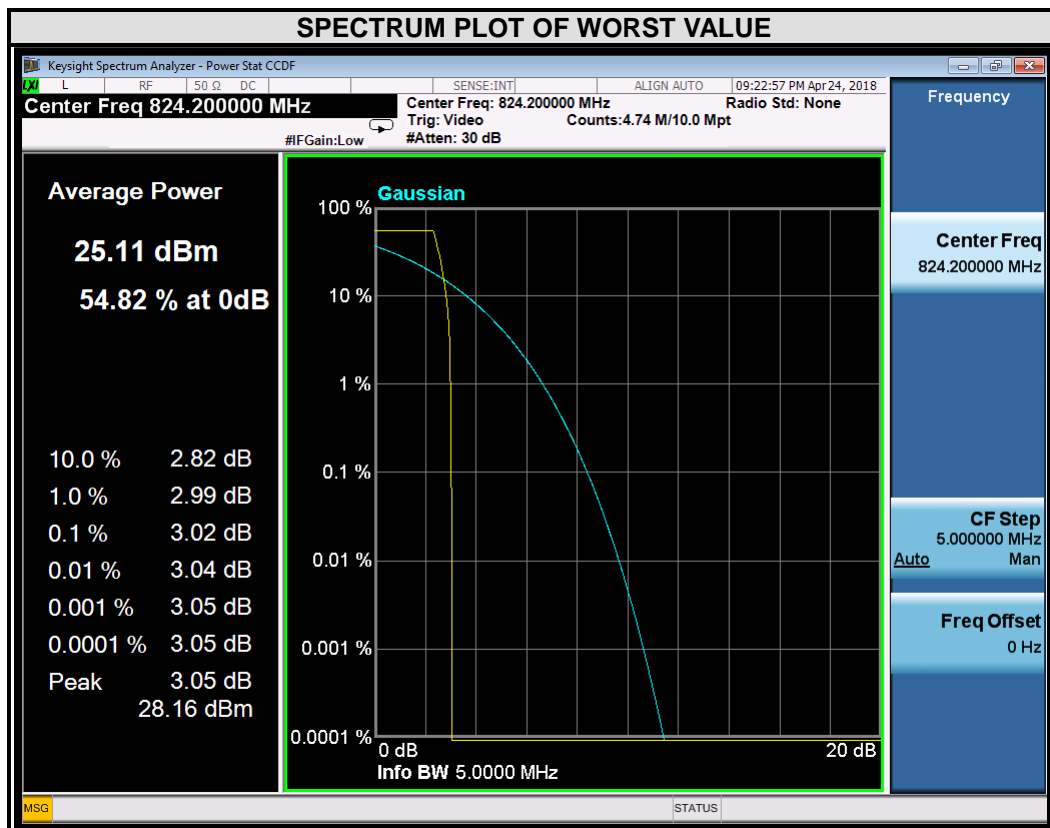 SPECTRUM PLOT OF WORST VALUE
Keysight Spectrum Analyzer - Power Stat CCDF
LXI L RF 50 Ω DC SENSE:INT ALIGN AUTO 09:22:57 PM Apr 24, 2018
Center Freq 824.200000 MHz
#IFGain:Low
Center Freq: 824.200000 MHz
Radio Std: None
Trig: Video
Counts:4.74 M/10.0 Mpt
#Atten: 30 dB
Average Power
25.11 dBm
54.82 % at 0dB
10.0 % 2.82 dB
1.0 % 2.99 dB
0.1 % 3.02 dB
0.01 % 3.04 dB
0.001 % 3.05 dB
0.0001 % 3.05 dB
Peak 3.05 dB
28.16 dBm
Gaussian
100 %
10 %
1 %
0.1 %
0.01 %
0.001 %
0.0001 %
0 dB
20 dB
Info BW 5.0000 MHz
Frequency
Center Freq
824.200000 MHz
CF Step
5.000000 MHz
Auto Man
Freq Offset
0 Hz
MSG
STATUS